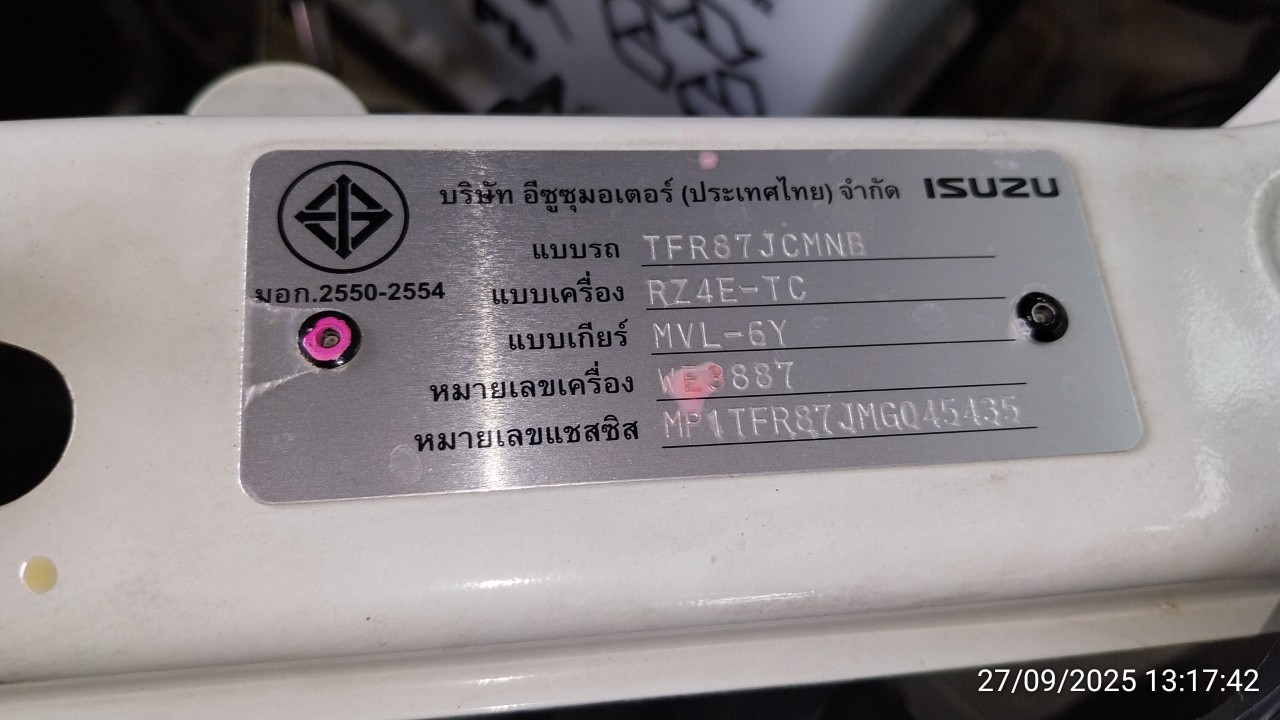 บริษัท อีซูซุมอเตอร์ (ประเทศไทย) จำกัด ISUZU
มอก.2550-2554
แบบรถ TFR87JCMNB
แบบเครื่อง RZ4E-TC
แบบเกียร์ MVL-6Y
หมายเลขเครื่อง WE3887
หมายเลขแชสซิส MP1TFR87JMG045435
27/09/2025 13:17:42